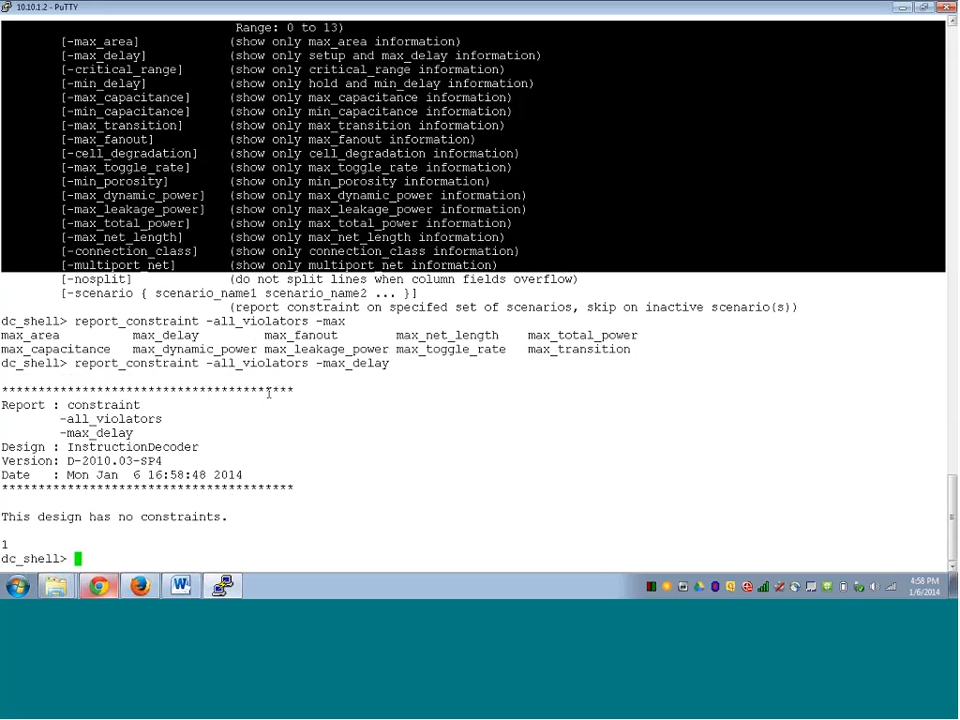 10.10.1.2 - PuTTY
Range: 0 to 13)
[-max_area] (show only max_area information)
[-max_delay] (show only setup and max_delay information)
[-critical_range] (show only critical_range information)
[-min_delay] (show only hold and min_delay information)
[-max_capacitance] (show only max_capacitance information)
[-min_capacitance] (show only min_capacitance information)
[-max_transition] (show only max_transition information)
[-max_fanout] (show only max_fanout information)
[-cell_degradation] (show only cell_degradation information)
[-max_toggle_rate] (show only max_toggle_rate information)
[-min_porosity] (show only min_porosity information)
[-max_dynamic_power] (show only max_dynamic_power information)
[-max_leakage_power] (show only max_leakage_power information)
[-max_total_power] (show only max_total_power information)
[-max_net_length] (show only max_net_length information)
[-connection_class] (show only connection_class information)
[-multiport_net] (show only multiport_net information)
[-nosplit] (do not split lines when column fields overflow)
[-scenario { scenario_name1 scenario_name2 ... }]
(report constraint on specifed set of scenarios, skip on inactive scenario(s))
dc_shell> report_constraint -all_violators -max
max_area max_delay max_fanout max_net_length max_total_power
max_capacitance max_dynamic_power max_leakage_power max_toggle_rate max_transition
dc_shell> report_constraint -all_violators -max_delay
****************************************
Report : constraint
-all_violators
-max_delay
Design : InstructionDecoder
Version: D-2010.03-SP4
Date : Mon Jan 6 16:58:48 2014
****************************************
This design has no constraints.
1
dc_shell>
4:58 PM
1/6/2014